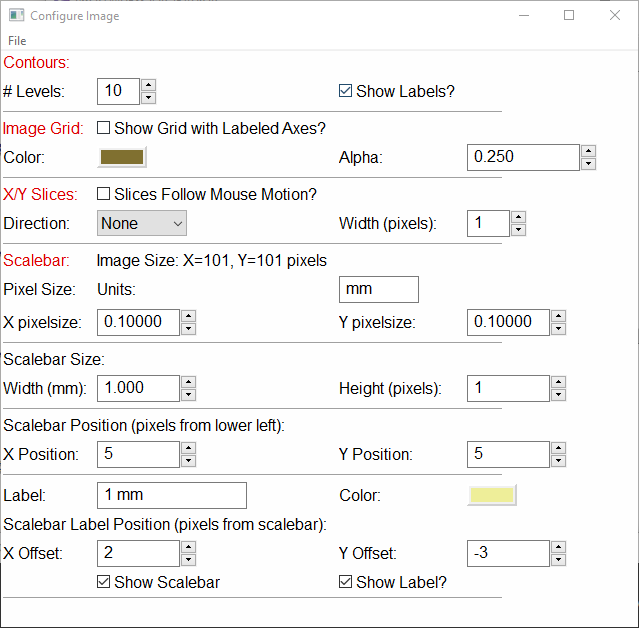 Configure Image
File
Contours:
# Levels: 10 Show Labels?
Image Grid: Show Grid with Labeled Axes?
Color: Alpha: 0.250
X/Y Slices: Slices Follow Mouse Motion?
Direction: None Width (pixels): 1
Scalebar: Image Size: X=101, Y=101 pixels
Pixel Size: Units: mm
X pixelsize: 0.10000 Y pixelsize: 0.10000
Scalebar Size:
Width (mm): 1.000 Height (pixels): 1
Scalebar Position (pixels from lower left):
X Position: 5 Y Position: 5
Label: 1 mm Color:
Scalebar Label Position (pixels from scalebar):
X Offset: 2 Y Offset: -3
Show Scalebar Show Label?